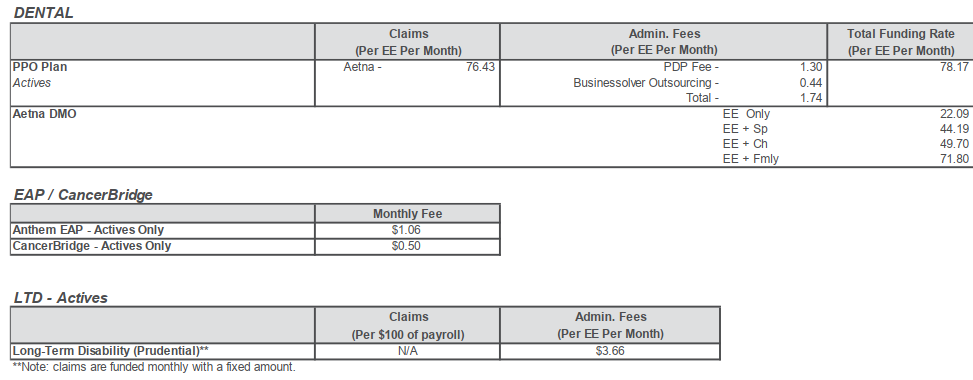 DENTAL
Claims Admin. Fees Total Funding Rate
(Per EE Per Month) (Per EE Per Month) (Per EE Per Month)
PPO Plan Aetna - 76.43 PDP Fee - 1.30 78.17
Actives Businessolver Outsourcing - 0.44
Total - 1.74
Aetna DMO EE Only 22.09
EE + Sp 44.19
EE + Ch 49.70
EE + Fmly 71.80
EAP / CancerBridge
Monthly Fee
Anthem EAP - Actives Only $1.06
CancerBridge - Actives Only $0.50
LTD - Actives
Claims Admin. Fees
(Per $100 of payroll) (Per EE Per Month)
Long-Term Disability (Prudential)** N/A $3.66
**Note: claims are funded monthly with a fixed amount.